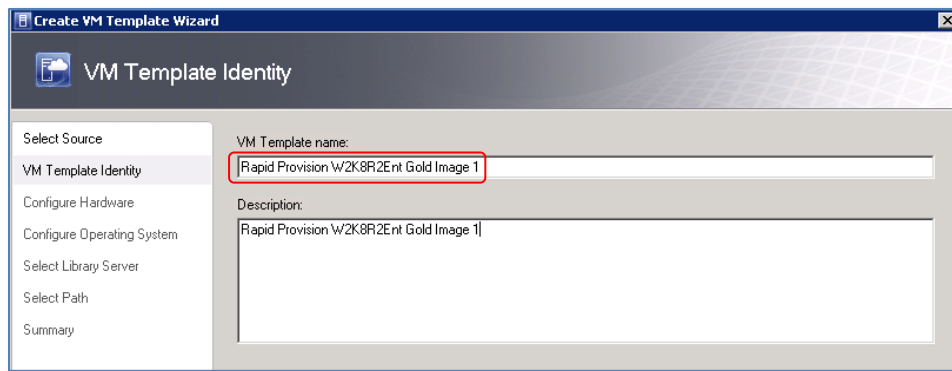 Create VM Template Wizard
VM Template Identity
Select Source
VM Template Identity
Configure Hardware
Configure Operating System
Select Library Server
Select Path
Summary
VM Template name:
Rapid Provision W2K8R2Ent Gold Image 1
Description:
Rapid Provision W2K8R2Ent Gold Image 1